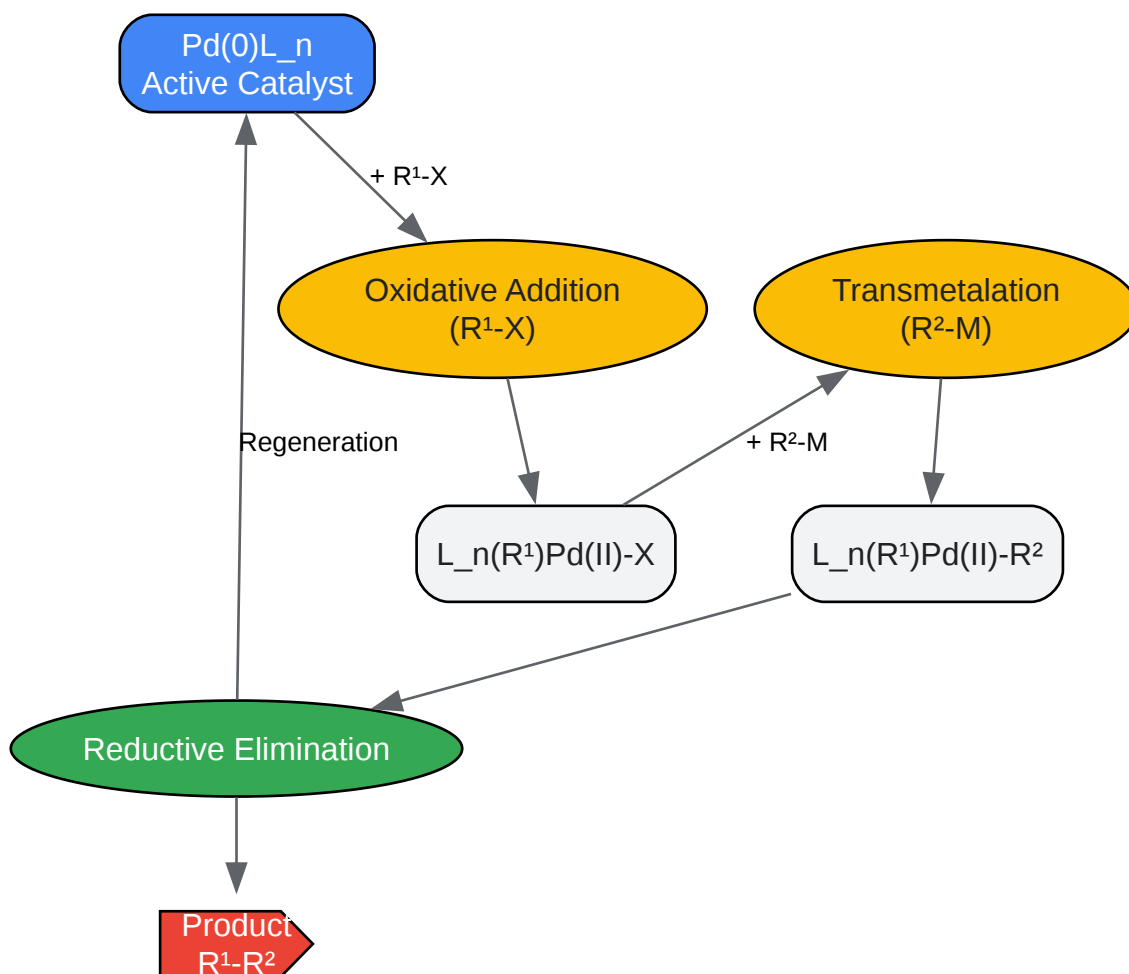 Pd(0)L_n
Active Catalyst
+ R¹-X
Oxidative Addition
(R¹-X)
Transmetalation
(R²-M)
Regeneration
+ R²-M
L_n(R¹)Pd(II)-X
L_n(R¹)Pd(II)-R²
Reductive Elimination
Product
R¹-R²